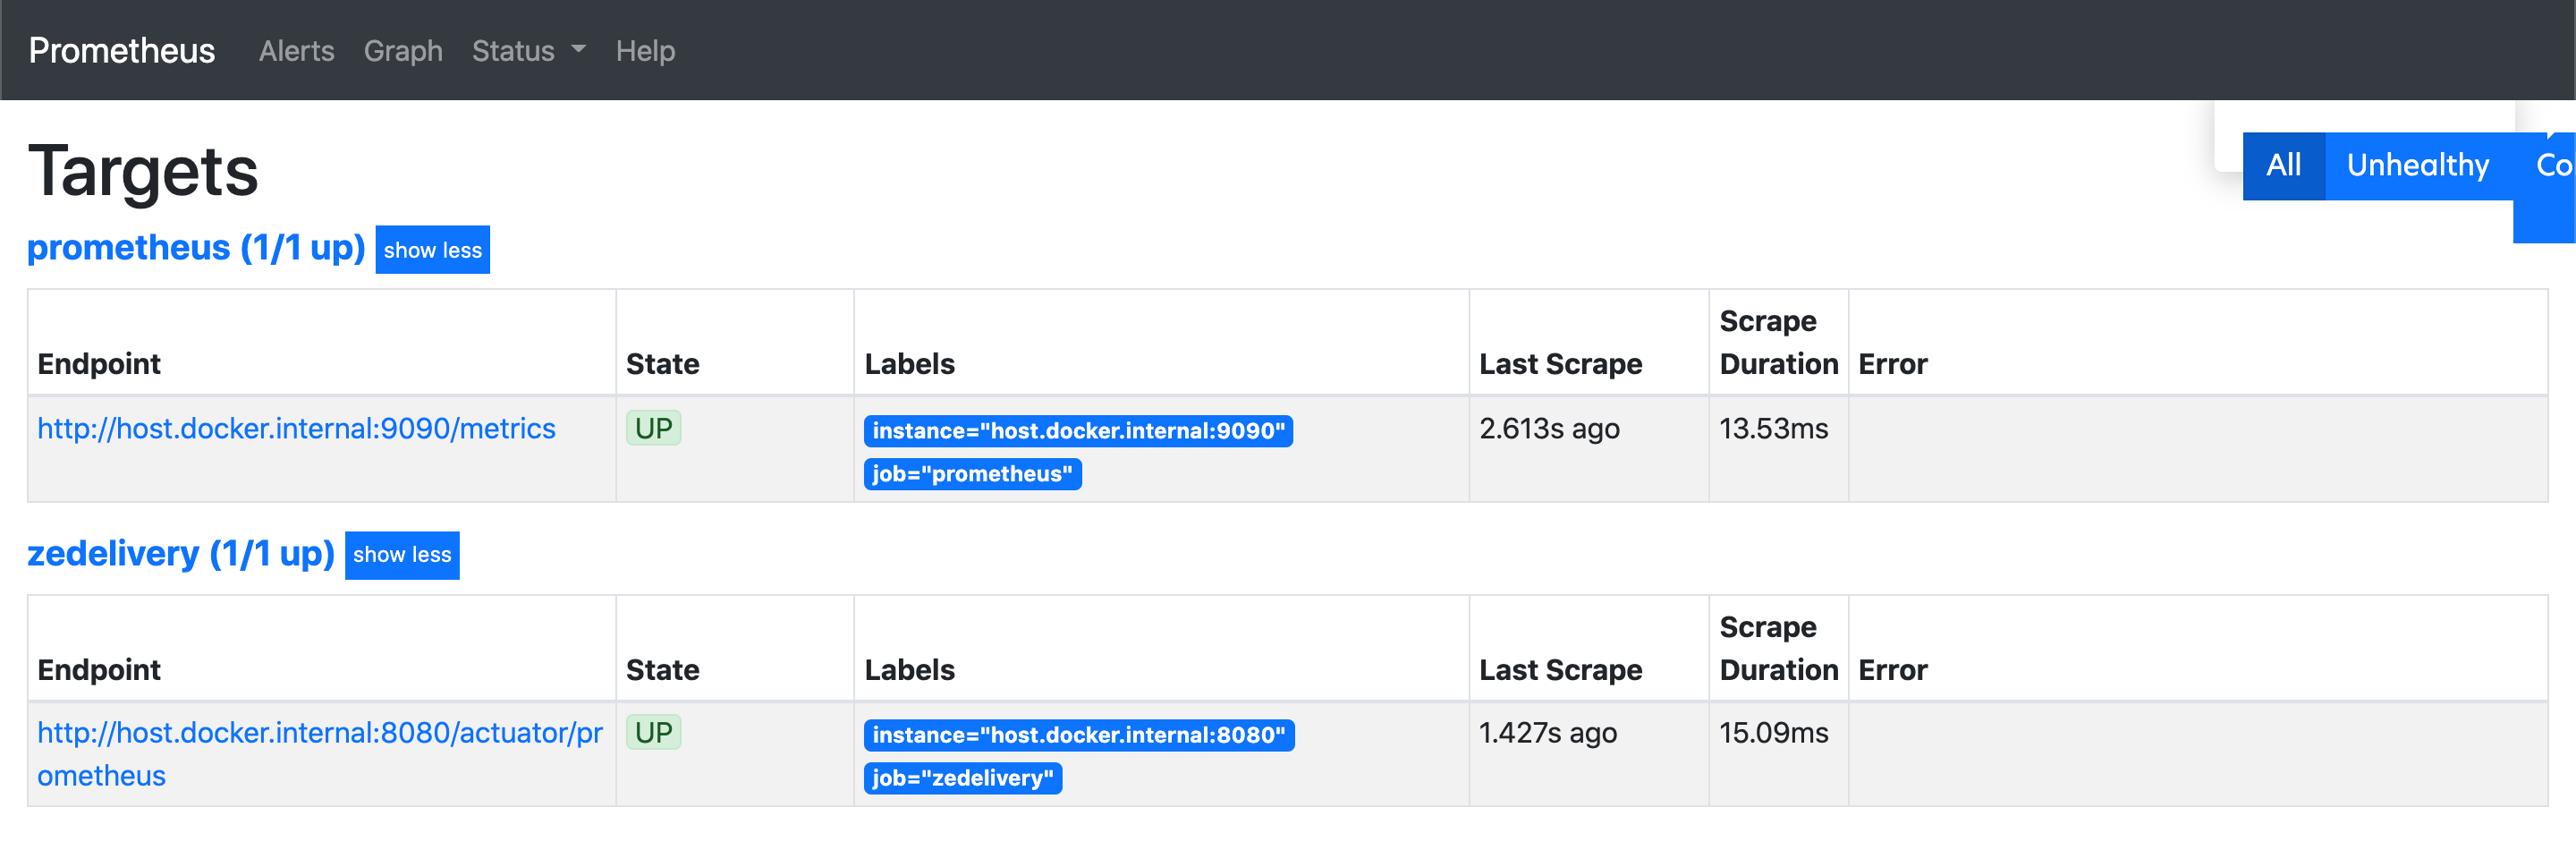 Prometheus Alerts Graph Status Help
Targets
All Unhealthy Co
prometheus (1/1 up) show less
Endpoint State Labels Last Scrape Scrape Duration Error
http://host.docker.internal:9090/metrics UP instance="host.docker.internal:9090" 2.613s ago 13.53ms
job="prometheus"
zedelivery (1/1 up) show less
Endpoint State Labels Last Scrape Scrape Duration Error
http://host.docker.internal:8080/actuator/pr UP instance="host.docker.internal:8080" 1.427s ago 15.09ms
ometheus job="zedelivery"